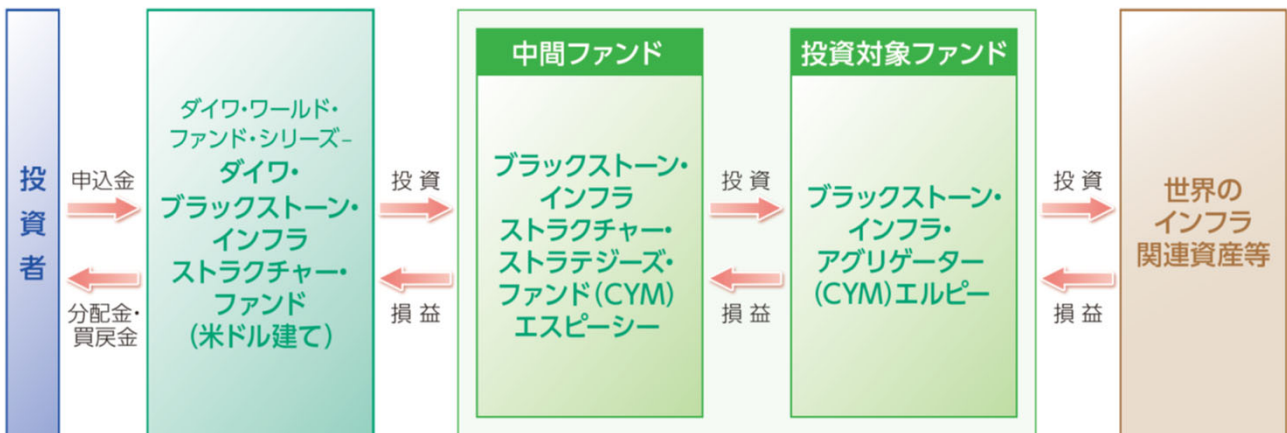 投資者
申込金
分配金・
買戻金
ダイワ・ワールド・
ファンド・シリーズ–
ダイワ・
ブラックストーン・
インフラ
ストラクチャー・
ファンド
(米ドル建て)
投資
損益
中間ファンド
ブラックストーン・
インフラ
ストラクチャー・
ストラテジーズ・
ファンド(CYM)
エスピーシー
投資
損益
投資対象ファンド
ブラックストーン・
インフラ・
アグリゲーター
(CYM)エルピー
投資
損益
世界の
インフラ
関連資産等